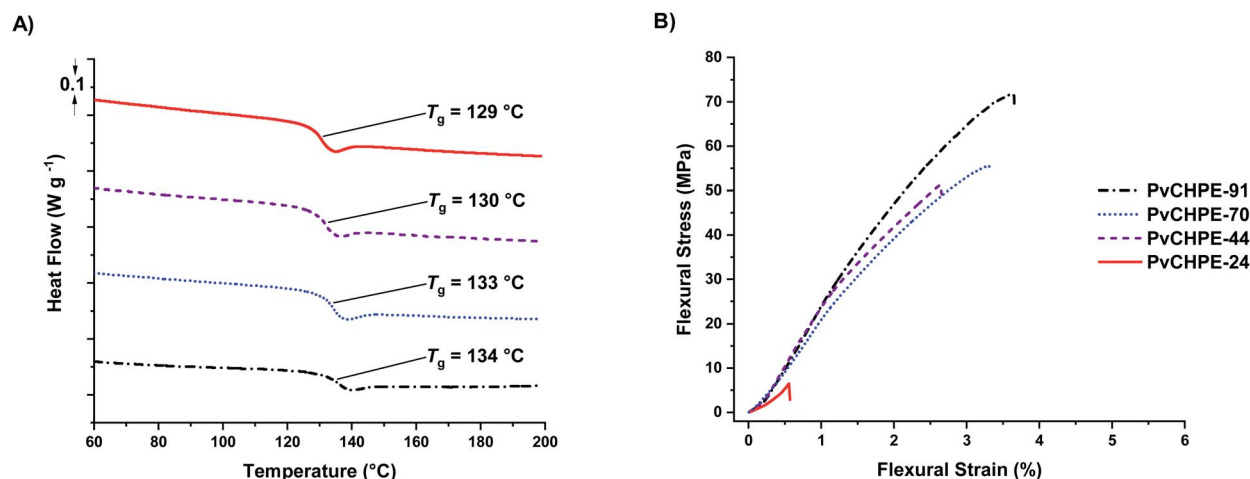 A)
0.1
Tg = 129 °C
Tg = 130 °C
Tg = 133 °C
Tg = 134 °C
Heat Flow (W g-1)
60 80 100 120 140 160 180 200
Temperature (°C)
B)
80
70
60
50
40
30
20
10
0
Flexural Stress (MPa)
0 1 2 3 4 5 6
Flexural Strain (%)
PvCHPE-91
PvCHPE-70
PvCHPE-44
PvCHPE-24